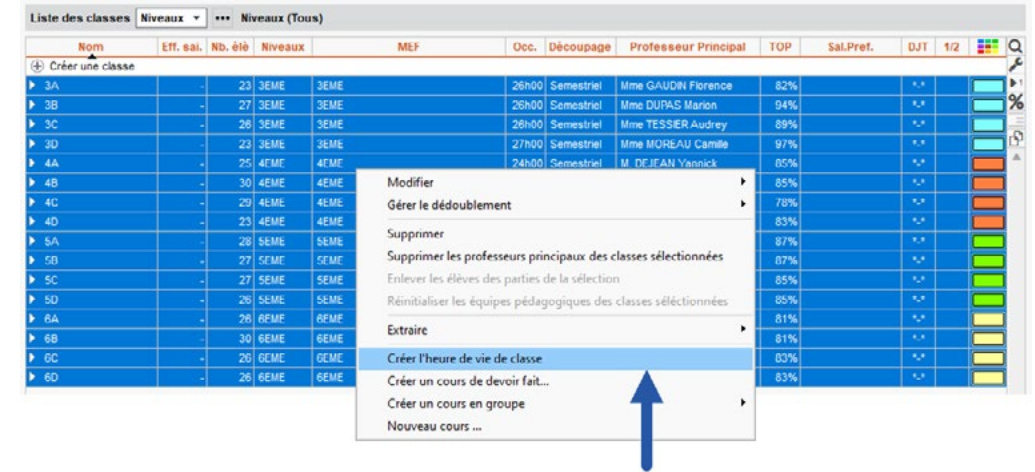 Liste des classes Niveaux ••• Niveaux (Tous)
Nom Eff. sai. Nb. élè Niveaux MEF Occ. Découpage Professeur Principal TOP Sal.Pref. DJT 1/2
Créer une classe
3A - 23 3EME 3EME 26h00 Semestriel Mme GAUDIN Florence 82% *.*
3B - 27 3EME 3EME 26h00 Semestriel Mme DUPAS Marion 94% *.*
3C - 26 3EME 3EME 26h00 Semestriel Mme TESSIER Audrey 89% *.*
3D - 23 3EME 3EME 27h00 Semestriel Mme MOREAU Camille 97% *.*
4A - 25 4EME 4EME 24h00 Semestriel M. DEJEAN Yannick 85% *.*
4B - 30 4EME 4EME 85% *.*
4C - 29 4EME 4EME 78% *.*
4D - 23 4EME 4EME 83% *.*
5A - 28 5EME 5EME 87% *.*
5B - 27 5EME 5EME 87% *.*
5C - 27 5EME 5EME 85% *.*
5D - 26 5EME 5EME 85% *.*
6A - 26 6EME 6EME 81% *.*
6B - 30 6EME 6EME 81% *.*
6C - 26 6EME 6EME 83% *.*
6D - 26 6EME 6EME 83% *.*
Modifier
Gérer le dédoublement
Supprimer
Supprimer les professeurs principaux des classes sélectionnées
Enlever les élèves des parties de la sélection
Réinitialiser les équipes pédagogiques des classes séléctionnées
Extraire
Créer l'heure de vie de classe
Créer un cours de devoir fait...
Créer un cours en groupe
Nouveau cours ...